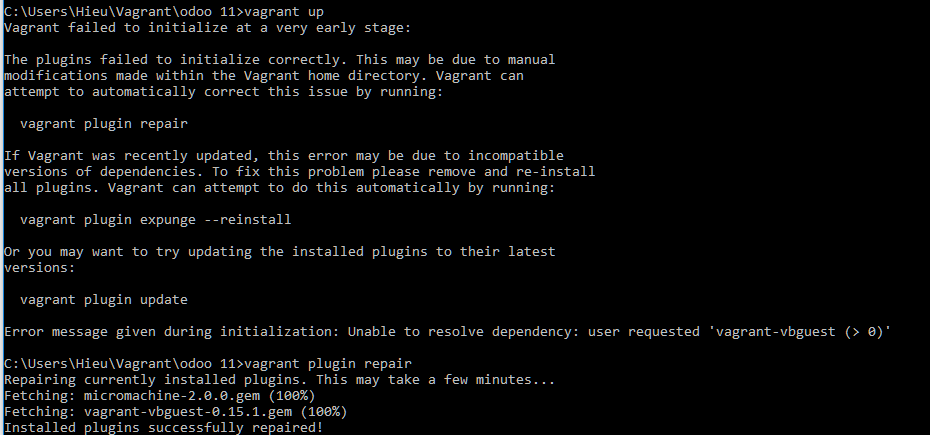 C:\Users\Hieu\Vagrant\odoo 11>vagrant up
Vagrant failed to initialize at a very early stage:
The plugins failed to initialize correctly. This may be due to manual
modifications made within the Vagrant home directory. Vagrant can
attempt to automatically correct this issue by running:
vagrant plugin repair
If Vagrant was recently updated, this error may be due to incompatible
versions of dependencies. To fix this problem please remove and re-install
all plugins. Vagrant can attempt to do this automatically by running:
vagrant plugin expunge --reinstall
Or you may want to try updating the installed plugins to their latest
versions:
vagrant plugin update
Error message given during initialization: Unable to resolve dependency: user requested 'vagrant-vbguest (> 0)'
C:\Users\Hieu\Vagrant\odoo 11>vagrant plugin repair
Repairing currently installed plugins. This may take a few minutes...
Fetching: micromachine-2.0.0.gem (100%)
Fetching: vagrant-vbguest-0.15.1.gem (100%)
Installed plugins successfully repaired!